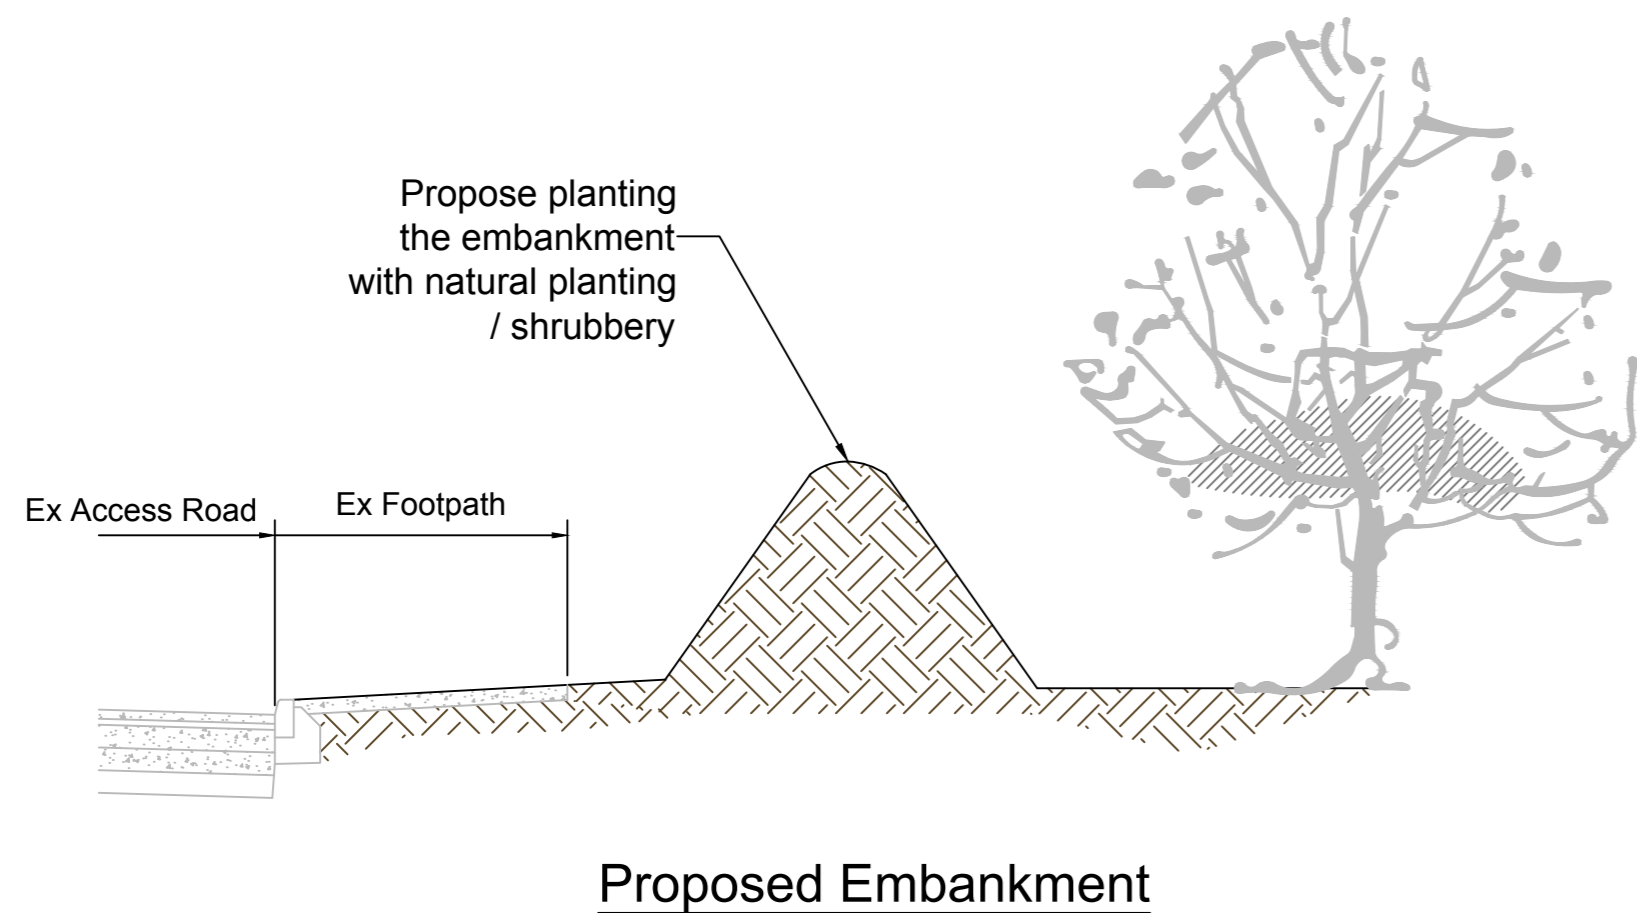 Propose planting
the embankment
with natural planting
/ shrubbery
Ex Access Road
Ex Footpath
Proposed Embankment